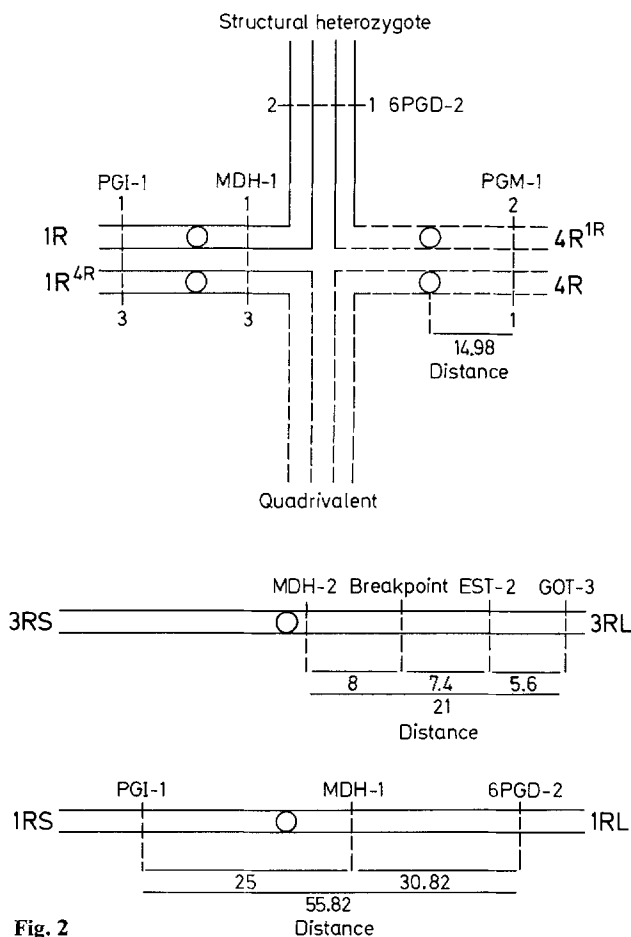 Structural heterozygote
2 1 6PGD-2
PGI-1 MDH-1 PGM-1
1 1 2
1R 4R1R
1R4R 4R
3 3 1
14.98
Distance
Quadrivalent
MDH-2 Breakpoint EST-2 GOT-3
3RS 3RL
8 7.4 5.6
21
Distance
PGI-1 MDH-1 6PGD-2
1RS 1RL
25 30.82
55.82
Fig. 2 Distance